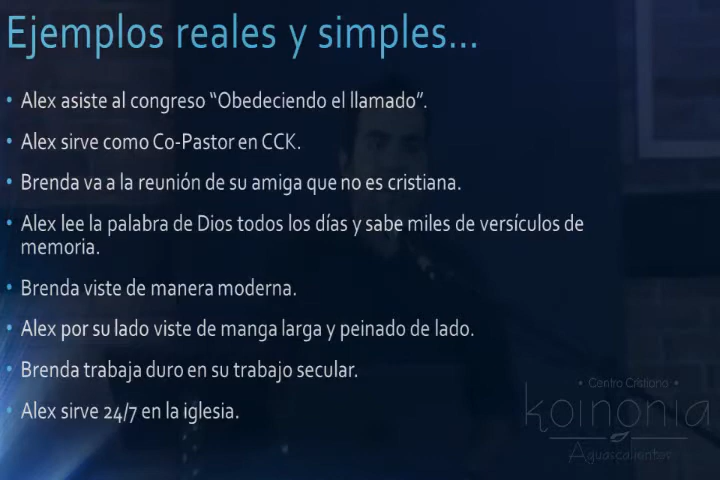 Ejemplos reales y simples...
• Alex asiste al congreso “Obedeciendo el llamado”.
• Alex sirve como Co-Pastor en CCK.
• Brenda va a la reunión de su amiga que no es cristiana.
• Alex lee la palabra de Dios todos los días y sabe miles de versículos de
memoria.
• Brenda viste de manera moderna.
• Alex por su lado viste de manga larga y peinado de lado.
• Brenda trabaja duro en su trabajo secular.
• Alex sirve 24/7 en la iglesia.
• Centro Cristiano •
koinonia
Aguascalientes